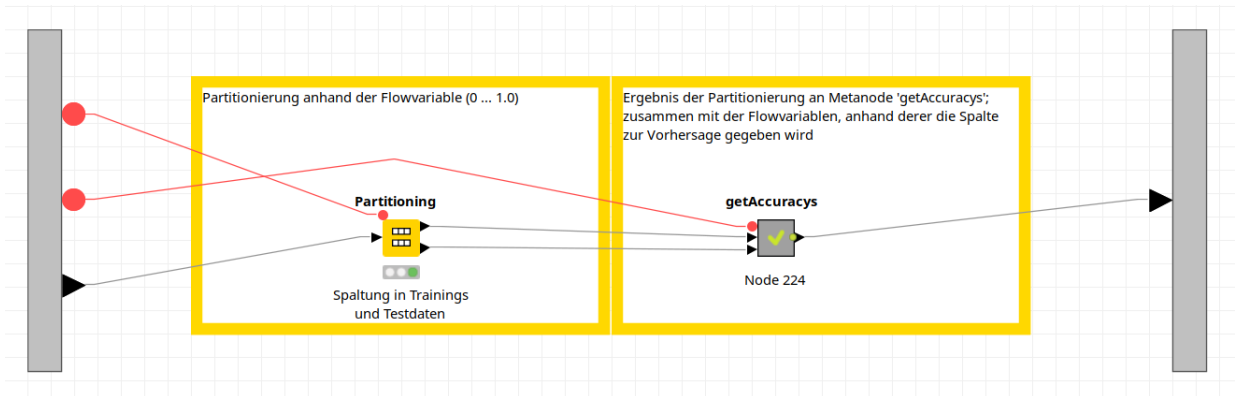 Partitionierung anhand der Flowvariable (0 ... 1.0)
Partitioning
Spaltung in Trainings
und Testdaten
Ergebnis der Partitionierung an Metanode 'getAccuracys';
zusammen mit der Flowvariablen, anhand derer die Spalte
zur Vorhersage gegeben wird
getAccuracys
Node 224